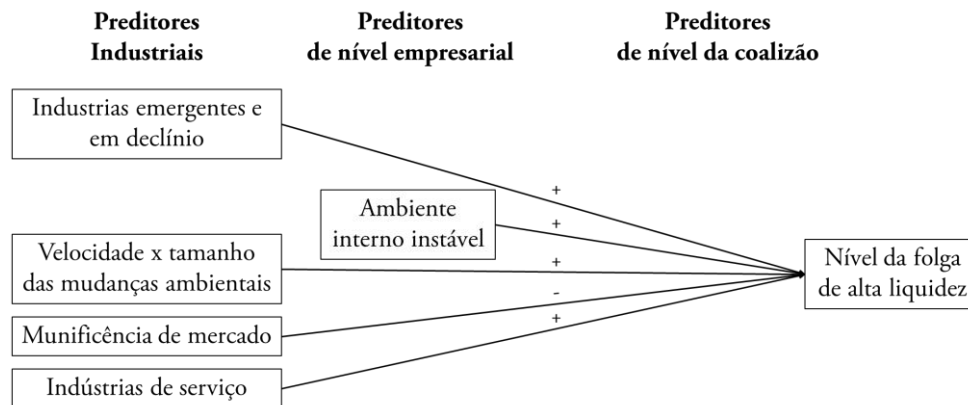 Preditores
Industriais
Preditores
de nível empresarial
Preditores
de nível da coalizão
Industrias emergentes e
em declínio
+
Ambiente
interno instável
+
Velocidade x tamanho
das mudanças ambientais
+
Nível da folga
de alta liquidez
-
Munificência de mercado
+
Indústrias de serviço